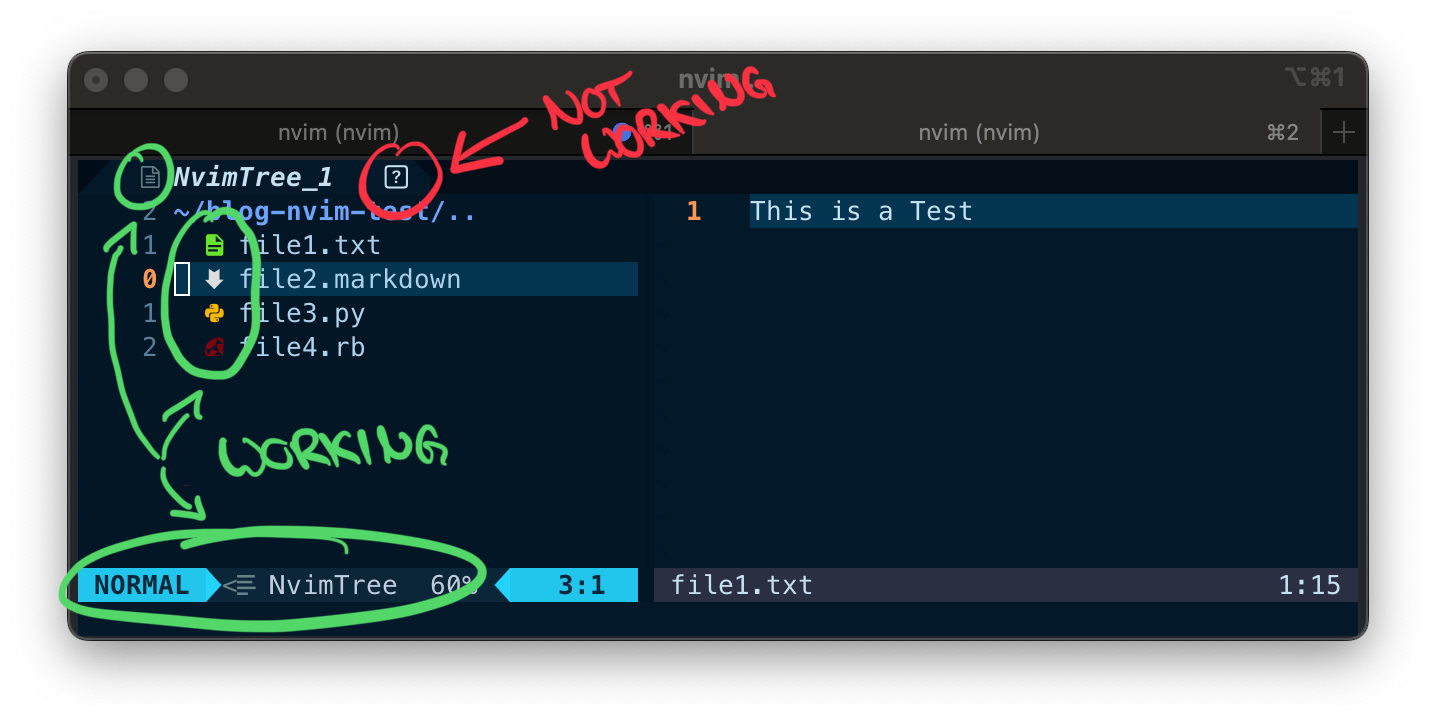 nvim
⌥⌘1
NOT
WORKING
nvim (nvim)
⌘1
nvim (nvim)
⌘2
NvimTree_1
?
2 ~/blog-nvim-test/..
1 file1.txt
0 file2.markdown
1 file3.py
2 file4.rb
1 This is a Test
WORKING
NORMAL
NvimTree 60%
3:1
file1.txt
1:15